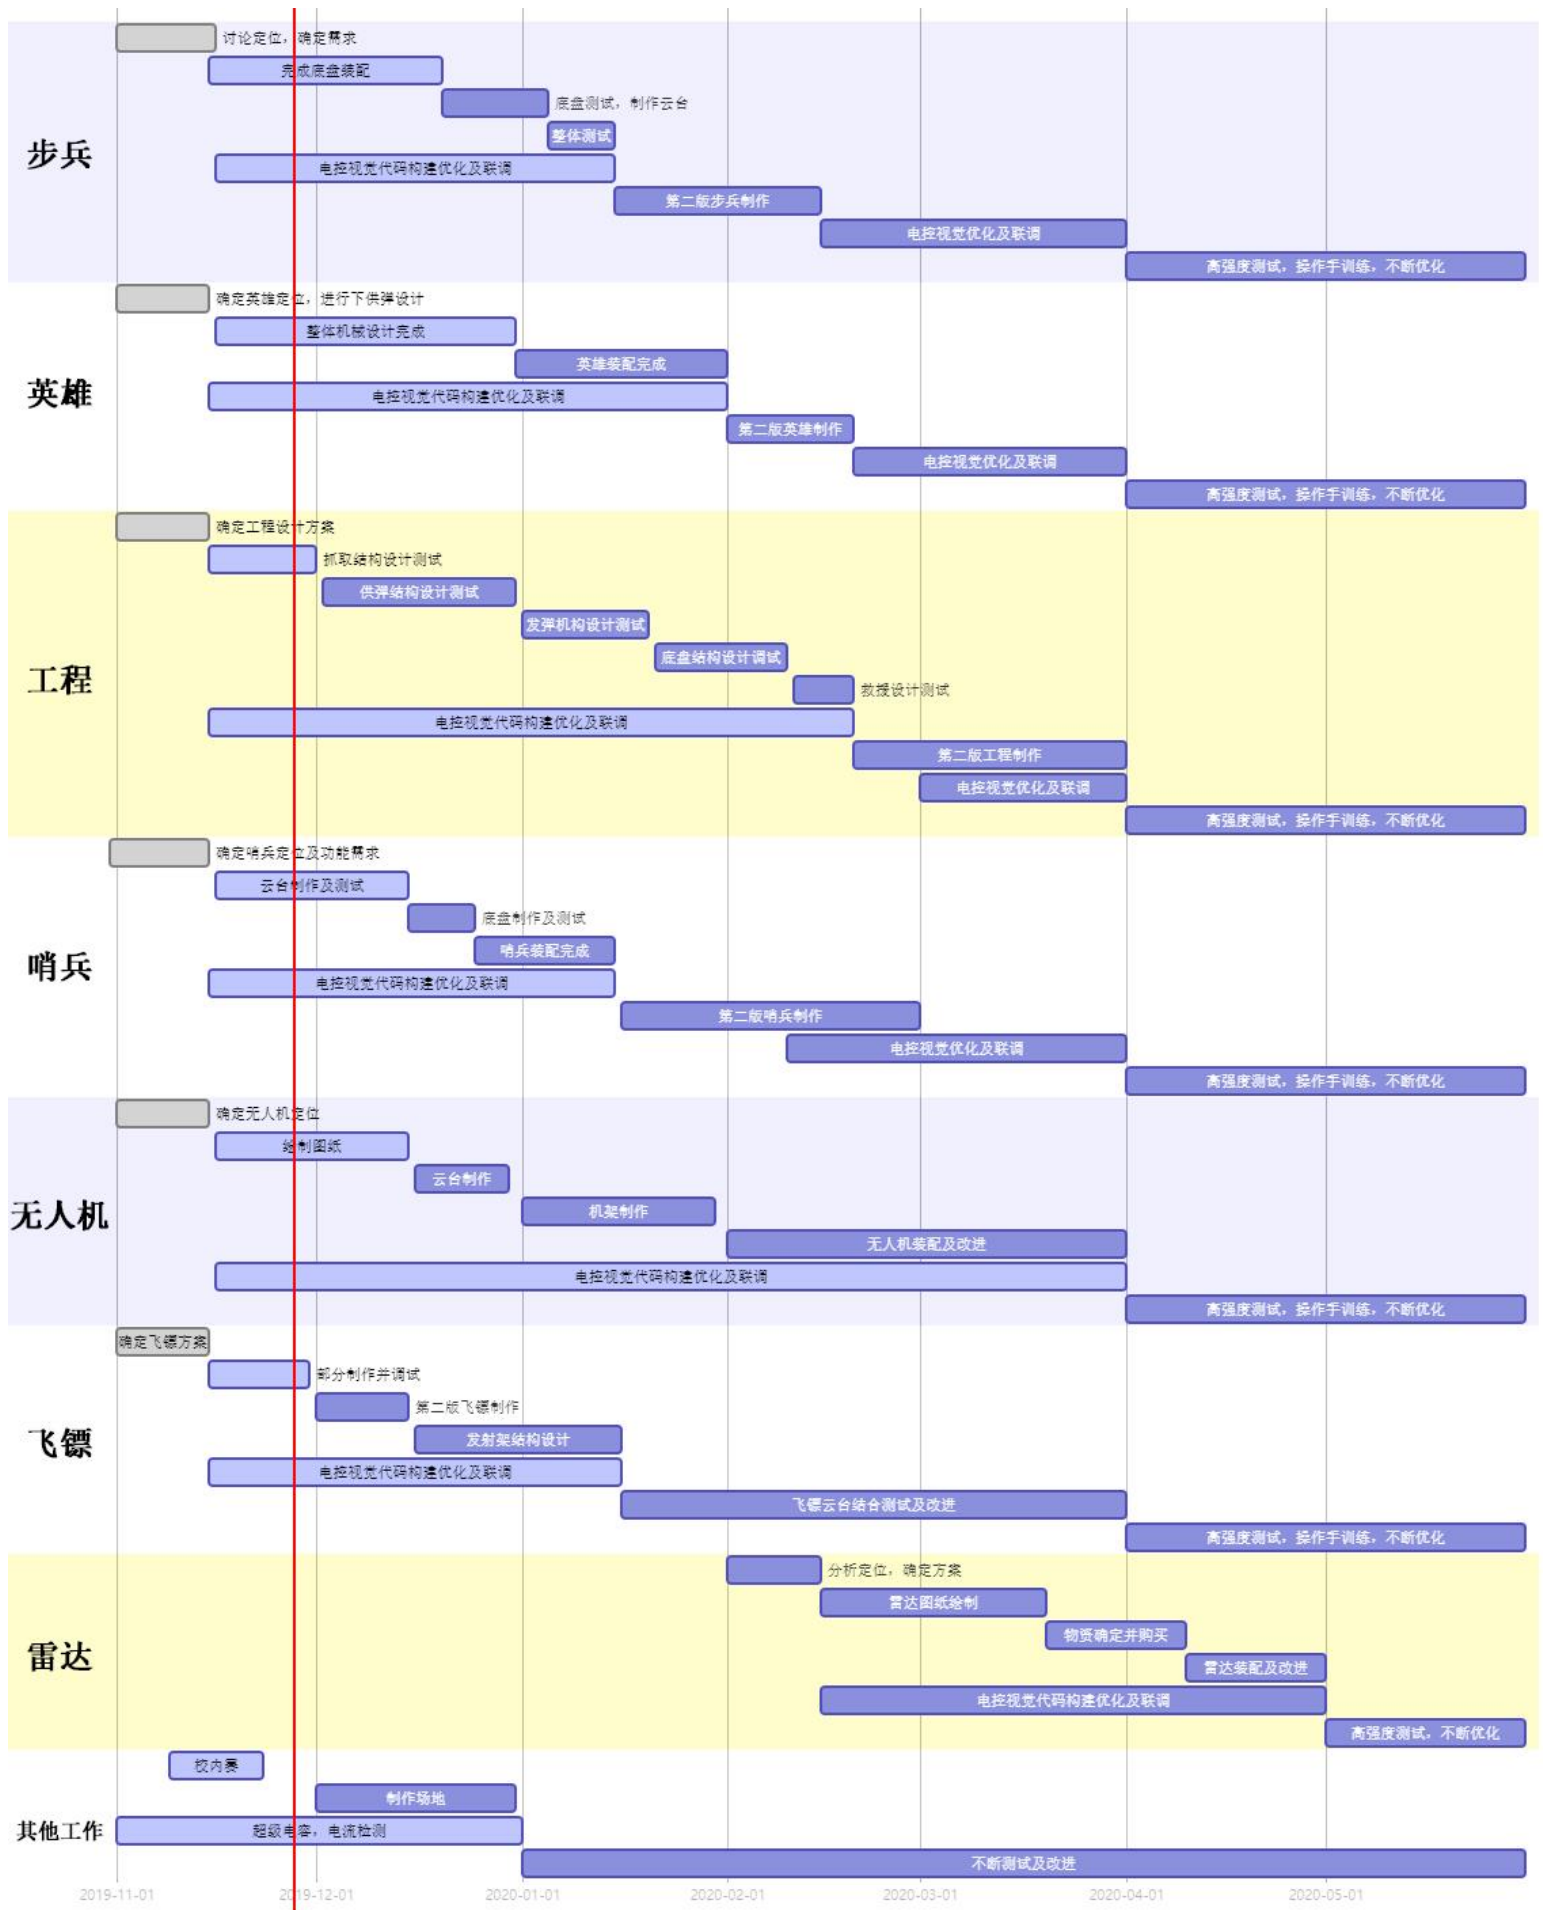 步兵
讨论定位，确定需求
完成底盘装配
底盘测试，制作云台
整体测试
电控视觉代码构建优化及联调
第二版步兵制作
电控视觉优化及联调
高强度测试，操作手训练，不断优化
英雄
确定英雄定位，进行下供弹设计
整体机械设计完成
英雄装配完成
电控视觉代码构建优化及联调
第二版英雄制作
电控视觉优化及联调
高强度测试，操作手训练，不断优化
工程
确定工程设计方案
抓取结构设计测试
供弹结构设计测试
发弹机构设计测试
底盘结构设计调试
救援设计测试
电控视觉代码构建优化及联调
第二版工程制作
电控视觉优化及联调
高强度测试，操作手训练，不断优化
哨兵
确定哨兵定位及功能需求
云台制作及测试
底盘制作及测试
哨兵装配完成
电控视觉代码构建优化及联调
第二版哨兵制作
电控视觉优化及联调
高强度测试，操作手训练，不断优化
无人机
确定无人机定位
绘制图纸
云台制作
机架制作
无人机装配及改进
电控视觉代码构建优化及联调
高强度测试，操作手训练，不断优化
飞镖
确定飞镖方案
部分制作并调试
第二版飞镖制作
发射架结构设计
电控视觉代码构建优化及联调
飞镖云台结合测试及改进
高强度测试，操作手训练，不断优化
雷达
分析定位，确定方案
雷达图纸绘制
物资确定并购买
雷达装配及改进
电控视觉代码构建优化及联调
高强度测试，不断优化
其他工作
校内赛
制作场地
超级电容，电流检测
不断测试及改进
2019-11-01 2019-12-01 2020-01-01 2020-02-01 2020-03-01 2020-04-01 2020-05-01